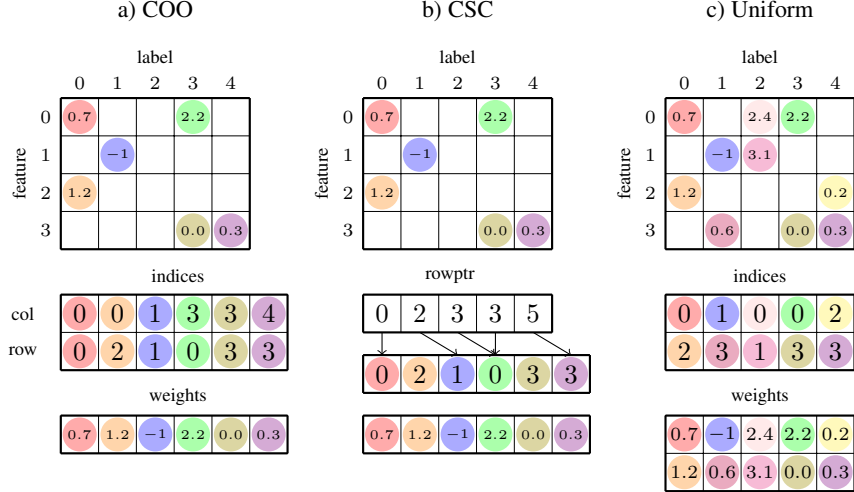 a) COO
label
0 1 2 3 4
feature
0 0.7 2.2
1 −1
2 1.2
3 0.0 0.3
indices
col 0 0 1 3 3 4
row 0 2 1 0 3 3
weights
0.7 1.2 −1 2.2 0.0 0.3
b) CSC
label
0 1 2 3 4
feature
0 0.7 2.2
1 −1
2 1.2
3 0.0 0.3
rowptr
0 2 3 3 5
0 2 1 0 3 3
0.7 1.2 −1 2.2 0.0 0.3
c) Uniform
label
0 1 2 3 4
feature
0 0.7 2.4 2.2
1 −1 3.1
2 1.2 0.2
3 0.6 0.0 0.3
indices
0 1 0 0 2
2 3 1 3 3
weights
0.7 −1 2.4 2.2 0.2
1.2 0.6 3.1 0.0 0.3